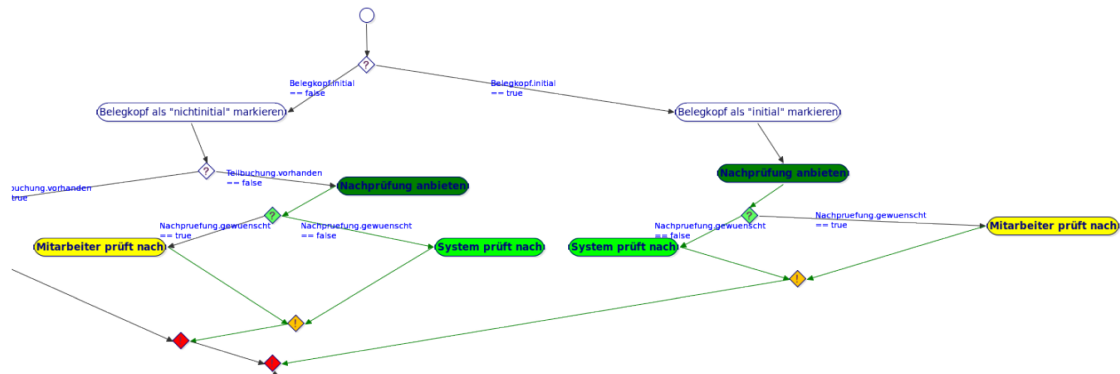 ?
Belegkopf.initial
== false
Belegkopf.initial
== true
Belegkopf als "nichtinitial" markieren
Belegkopf als "initial" markieren
?
buchung.vorhanden
true
Teilbuchung.vorhanden
== false
Nachprüfung anbieten
Nachprüfung anbieten
?
Nachpruefung.gewuenscht
== true
Nachpruefung.gewuenscht
== false
?
Nachpruefung.gewuenscht
== false
Nachpruefung.gewuenscht
== true
Mitarbeiter prüft nach
System prüft nach
System prüft nach
Mitarbeiter prüft nach
!
!